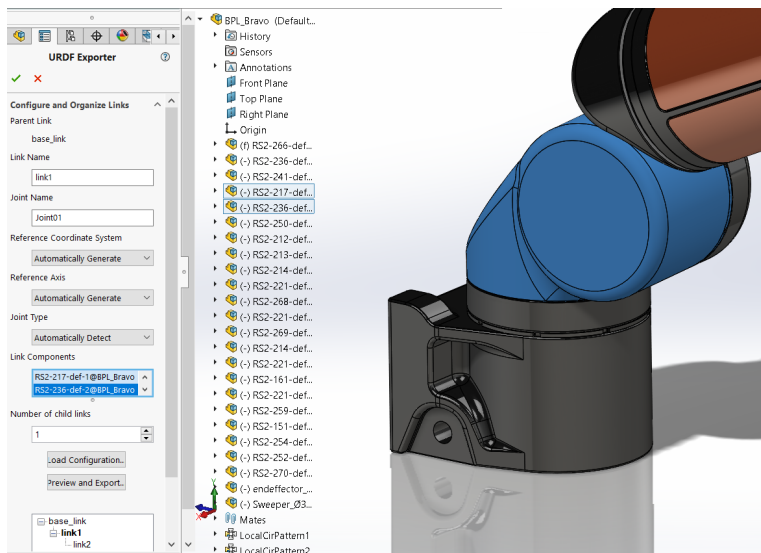 URDF Exporter
Configure and Organize Links
Parent Link
base_link
Link Name
link1
Joint Name
Joint01
Reference Coordinate System
Automatically Generate
Reference Axis
Automatically Generate
Joint Type
Automatically Detect
Link Components
RS2-217-def-1@BPL_Bravo
RS2-236-def-2@BPL_Bravo
Number of child links
1
Load Configuration..
Preview and Export..
base_link
link1
link2
BPL_Bravo (Default...
History
Sensors
Annotations
Front Plane
Top Plane
Right Plane
Origin
(f) RS2-266-def...
(-) RS2-236-def...
(-) RS2-241-def...
(-) RS2-217-def...
(-) RS2-236-def...
(-) RS2-250-def...
(-) RS2-212-def...
(-) RS2-213-def...
(-) RS2-214-def...
(-) RS2-221-def...
(-) RS2-268-def...
(-) RS2-221-def...
(-) RS2-269-def...
(-) RS2-214-def...
(-) RS2-221-def...
(-) RS2-161-def...
(-) RS2-221-def...
(-) RS2-259-def...
(-) RS2-151-def...
(-) RS2-254-def...
(-) RS2-252-def...
(-) RS2-270-def...
(-) endeffector_...
(-) Sweeper_Ø3...
Mates
LocalCirPattern1
LocalCirPattern2
Y
X